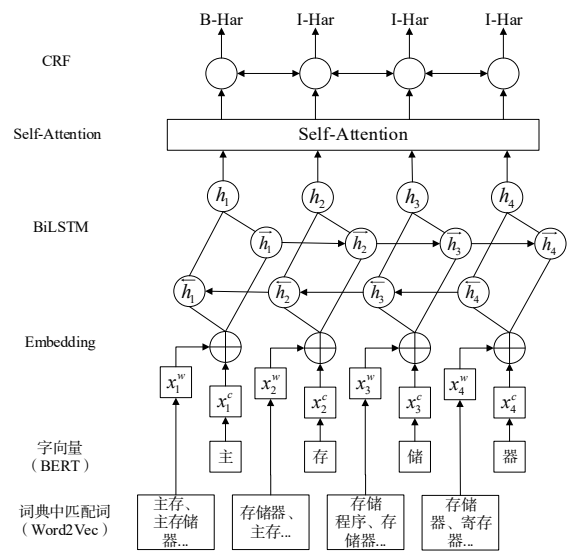 B-Har I-Har I-Har I-Har
CRF
Self-Attention Self-Attention
h₁ h₂ h₃ h₄
BiLSTM
→h₁ →h₂ →h₃ →h₄
←h₁ ←h₂ ←h₃ ←h₄
Embedding
x₁ʷ x₂ʷ x₃ʷ x₄ʷ
x₁ᶜ x₂ᶜ x₃ᶜ x₄ᶜ
字向量
（BERT）
主 存 储 器
词典中匹配词
（Word2Vec）
主存、
主存储
器...
存储器、
主存...
存储
程序、存
储器...
存储
器、寄存
器...